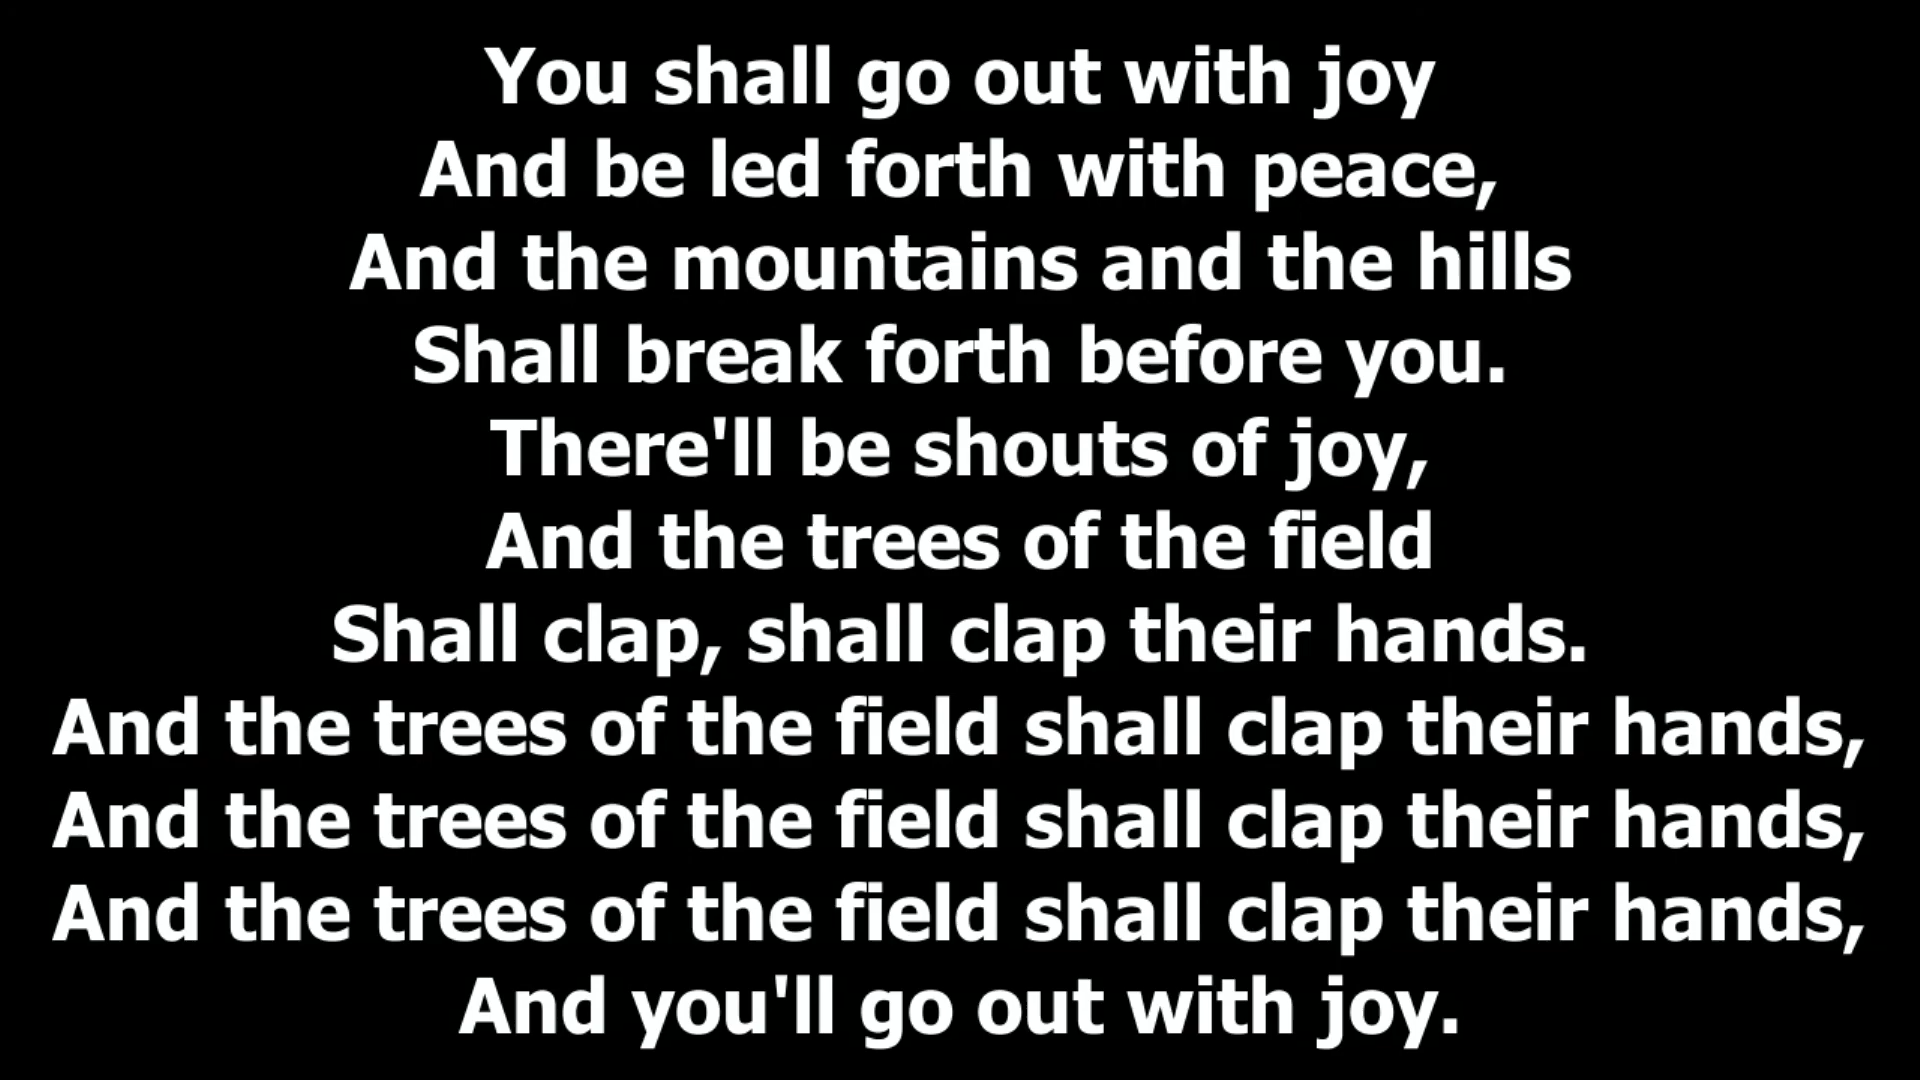 You shall go out with joy
And be led forth with peace,
And the mountains and the hills
Shall break forth before you.
There'll be shouts of joy,
And the trees of the field
Shall clap, shall clap their hands.
And the trees of the field shall clap their hands,
And the trees of the field shall clap their hands,
And the trees of the field shall clap their hands,
And you'll go out with joy.